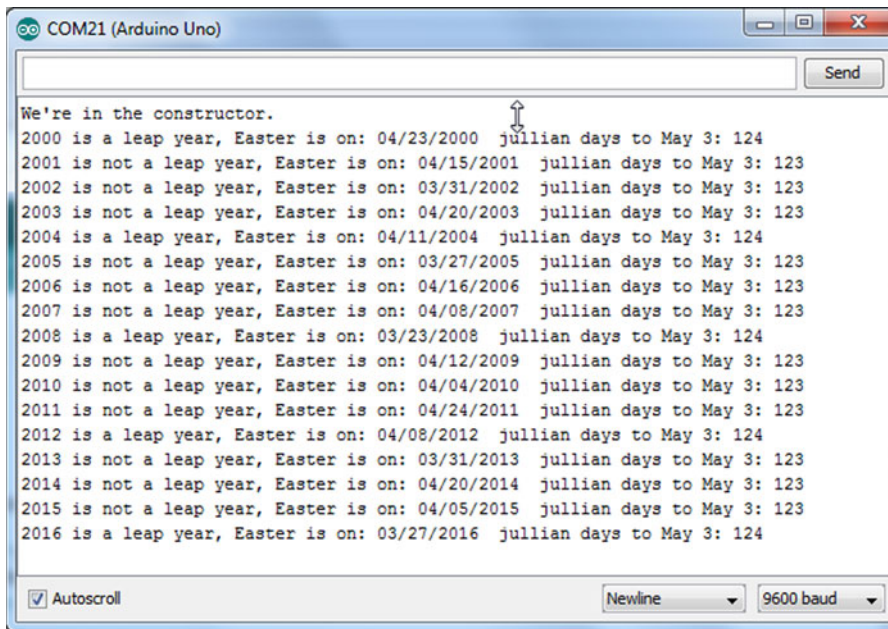 COM21 (Arduino Uno)
Send
We're in the constructor.
2000 is a leap year, Easter is on: 04/23/2000  jullian days to May 3: 124
2001 is not a leap year, Easter is on: 04/15/2001  jullian days to May 3: 123
2002 is not a leap year, Easter is on: 03/31/2002  jullian days to May 3: 123
2003 is not a leap year, Easter is on: 04/20/2003  jullian days to May 3: 123
2004 is a leap year, Easter is on: 04/11/2004  jullian days to May 3: 124
2005 is not a leap year, Easter is on: 03/27/2005  jullian days to May 3: 123
2006 is not a leap year, Easter is on: 04/16/2006  jullian days to May 3: 123
2007 is not a leap year, Easter is on: 04/08/2007  jullian days to May 3: 123
2008 is a leap year, Easter is on: 03/23/2008  jullian days to May 3: 124
2009 is not a leap year, Easter is on: 04/12/2009  jullian days to May 3: 123
2010 is not a leap year, Easter is on: 04/04/2010  jullian days to May 3: 123
2011 is not a leap year, Easter is on: 04/24/2011  jullian days to May 3: 123
2012 is a leap year, Easter is on: 04/08/2012  jullian days to May 3: 124
2013 is not a leap year, Easter is on: 03/31/2013  jullian days to May 3: 123
2014 is not a leap year, Easter is on: 04/20/2014  jullian days to May 3: 123
2015 is not a leap year, Easter is on: 04/05/2015  jullian days to May 3: 123
2016 is a leap year, Easter is on: 03/27/2016  jullian days to May 3: 124
Autoscroll Newline 9600 baud